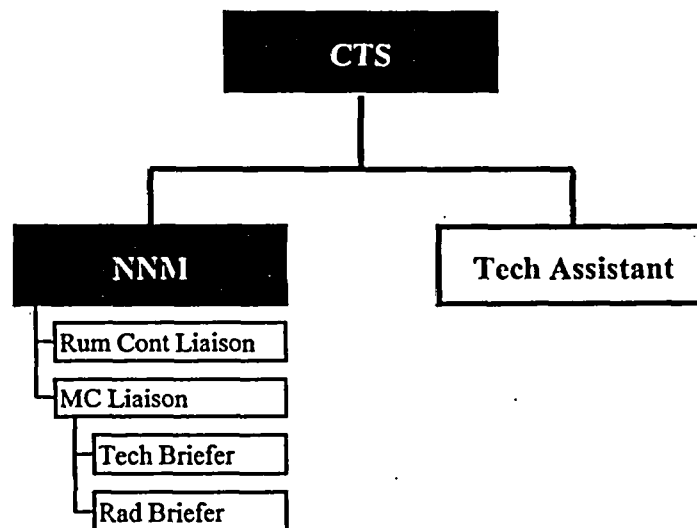 CTS
NNM
Tech Assistant
Rum Cont Liaison
MC Liaison
Tech Briefer
Rad Briefer